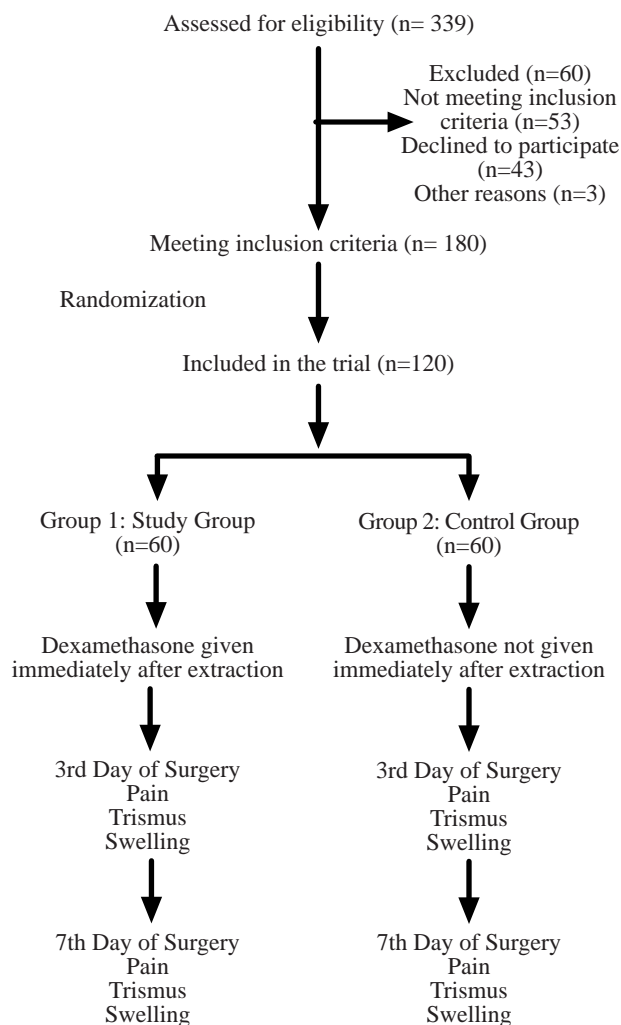 Assessed for eligibility (n= 339)
Excluded (n=60)
Not meeting inclusion
criteria (n=53)
Declined to participate
(n=43)
Other reasons (n=3)
Meeting inclusion criteria (n= 180)
Randomization
Included in the trial (n=120)
Group 1: Study Group
(n=60)
Group 2: Control Group
(n=60)
Dexamethasone given
immediately after extraction
Dexamethasone not given
immediately after extraction
3rd Day of Surgery
Pain
Trismus
Swelling
3rd Day of Surgery
Pain
Trismus
Swelling
7th Day of Surgery
Pain
Trismus
Swelling
7th Day of Surgery
Pain
Trismus
Swelling